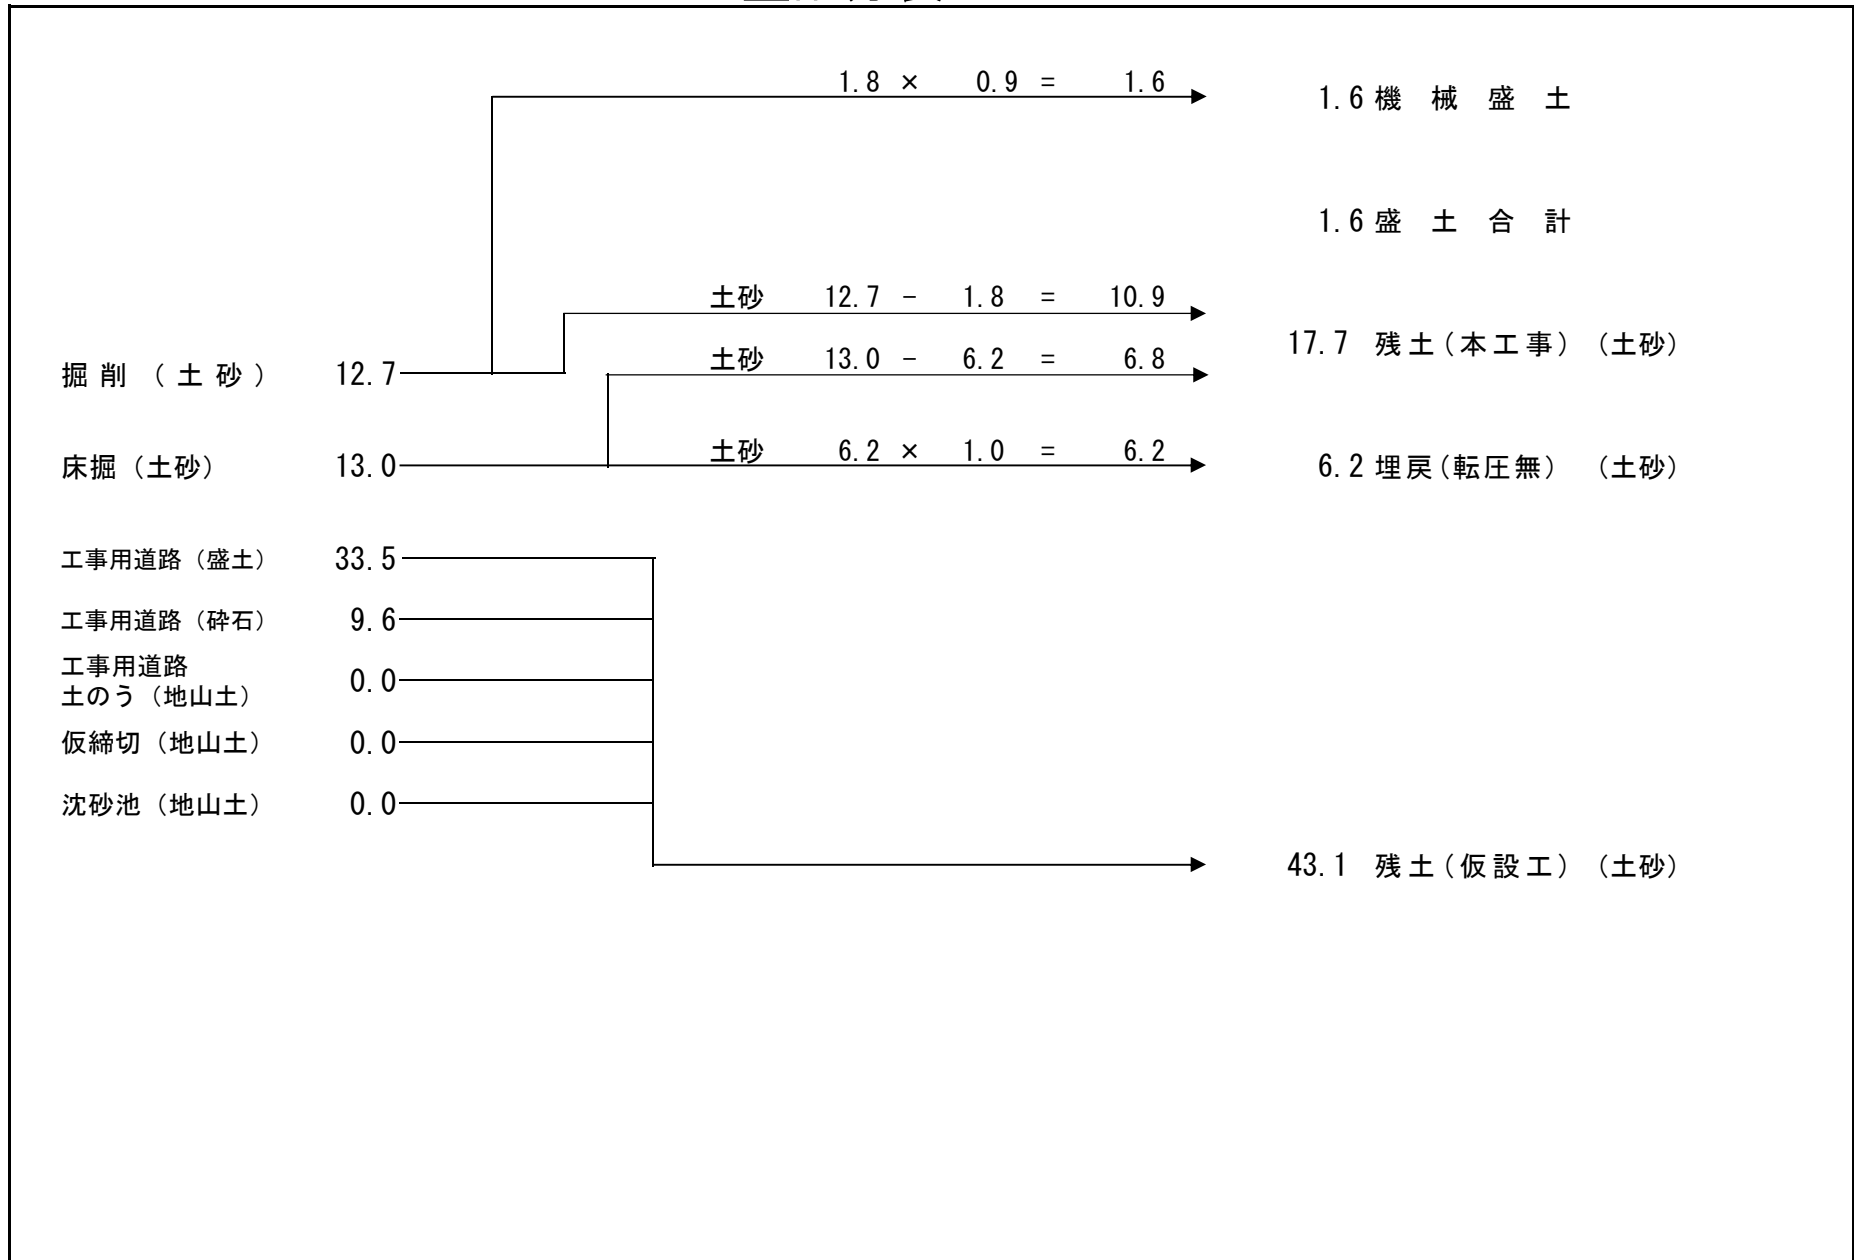 1.8 × 0.9 = 1.6
1.6 機 械 盛 土
1.6 盛 土 合 計
土砂 12.7 - 1.8 = 10.9
17.7 残土(本工事) (土砂)
掘削 (土砂) 12.7
土砂 13.0 - 6.2 = 6.8
床掘(土砂) 13.0
土砂 6.2 × 1.0 = 6.2
6.2 埋戻(転圧無) (土砂)
工事用道路(盛土) 33.5
工事用道路(砕石) 9.6
工事用道路
土のう(地山土) 0.0
仮締切(地山土) 0.0
沈砂池(地山土) 0.0
43.1 残土(仮設工) (土砂)